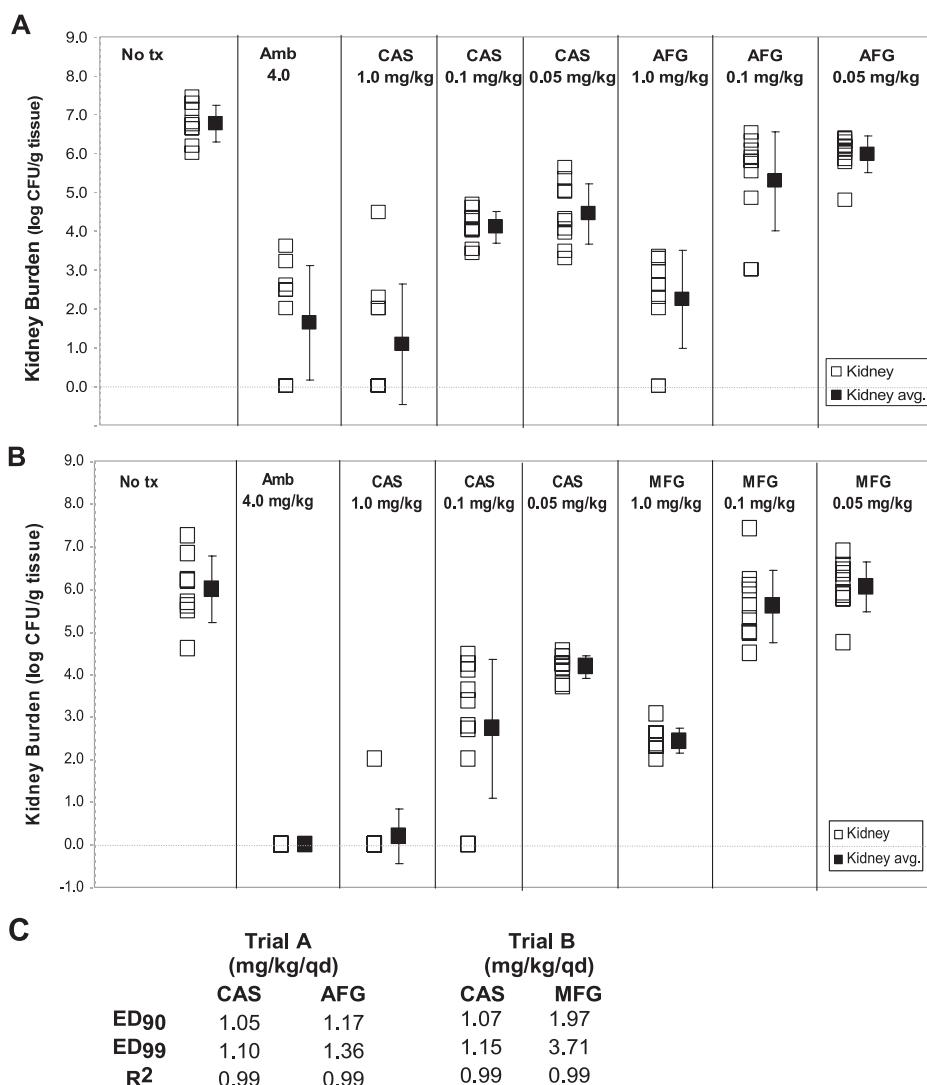 A
9.0
8.0
7.0
6.0
5.0
4.0
3.0
2.0
1.0
0.0
Kidney Burden (log CFU/g tissue)
No tx
Amb
4.0
CAS
1.0 mg/kg
CAS
0.1 mg/kg
CAS
0.05 mg/kg
AFG
1.0 mg/kg
AFG
0.1 mg/kg
AFG
0.05 mg/kg
Kidney
Kidney avg.
B
9.0
8.0
7.0
6.0
5.0
4.0
3.0
2.0
1.0
0.0
-1.0
Kidney Burden (log CFU/g tissue)
No tx
Amb
4.0 mg/kg
CAS
1.0 mg/kg
CAS
0.1 mg/kg
CAS
0.05 mg/kg
MFG
1.0 mg/kg
MFG
0.1 mg/kg
MFG
0.05 mg/kg
Kidney
Kidney avg.
C
Trial A Trial B
(mg/kg/qd) (mg/kg/qd)
CAS AFG CAS MFG
ED90 1.05 1.17 1.07 1.97
ED99 1.10 1.36 1.15 3.71
R2 0.99 0.99 0.99 0.99